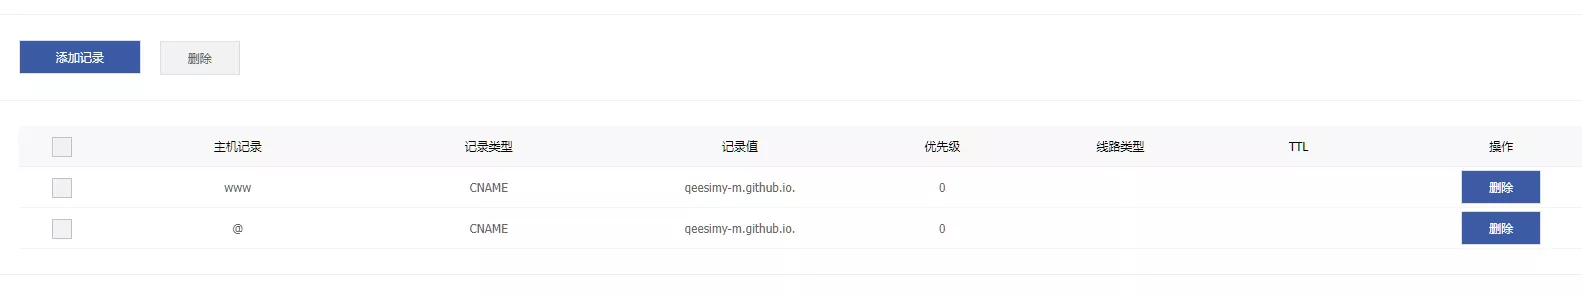 添加记录 删除
主机记录 记录类型 记录值 优先级 线路类型 TTL 操作
www CNAME qeesimy-m.github.io. 0 删除
@ CNAME qeesimy-m.github.io. 0 删除